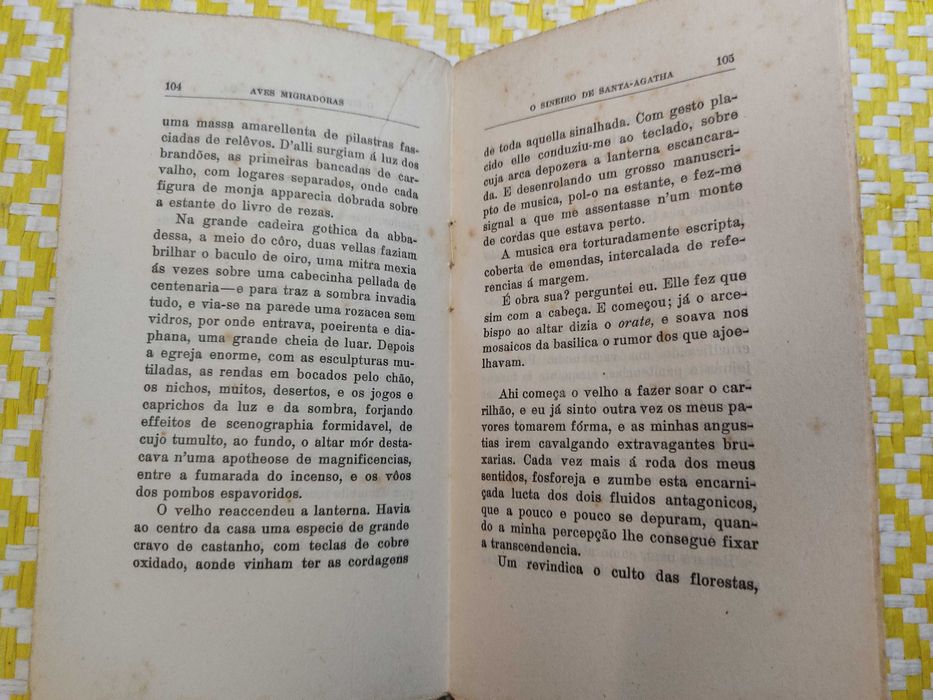 104
AVES MIGRADORAS
uma massa amarellenta de pilastras fas-
ciadas de relêvos. D'alli surgiam á luz dos
brandões, as primeiras bancadas de car-
valho, com logares separados, onde cada
figura de monja apparecia dobrada sobre
a estante do livro de rezas.
Na grande cadeira gothica da abba-
dessa, a meio do côro, duas vellas faziam
brilhar o baculo de oiro, uma mitra mexia
ás vezes sobre uma cabecinha pellada de
centenaria—e para traz a sombra invadia
tudo, e via-se na parede uma rozacea sem
vidros, por onde entrava, poeirenta e dia-
phana, uma grande cheia de luar. Depois
a egreja enorme, com as esculpturas mu-
tiladas, as rendas em bocados pelo chão,
os nichos, muitos, desertos, e os jogos e
caprichos da luz e da sombra, forjando
effeitos de scenographia formidavel, de
cujo tumulto, ao fundo, o altar mór desta-
cava n'uma apotheose de magnificencias,
entre a fumarada do incenso, e os vôos
dos pombos espavoridos.
O velho reaccendeu a lanterna. Havia
ao centro da casa uma especie de grande
cravo de castanho, com teclas de cobre
oxidado, aonde vinham ter as cordagens
O SINEIRO DE SANTA-AGATHA
105
de toda aquella sinalhada. Com gesto pla-
cido elle conduziu-me ao teclado, sobre
cuja arca depozera a lanterna escancara-
da. E desenrolando um grosso manuscri-
pto de musica, pol-o na estante, e fez-me
signal a que me assentasse n'um monte
de cordas que estava perto.
A musica era torturadamente escripta,
coberta de emendas, intercalada de refe-
rencias á margem.
É obra sua? perguntei eu. Elle fez que
sim com a cabeça. E começou; já o arce-
bispo ao altar dizia o orate, e soava nos
mosaicos da basilica o rumor dos que ajoe-
lhavam.
Ahi começa o velho a fazer soar o car-
rilhão, e eu já sinto outra vez os meus pa-
vores tomarem fórma, e as minhas angus-
tias irem cavalgando extravagantes bru-
xarias. Cada vez mais á roda dos meus
sentidos, fosforeja e zumbe esta encarni-
çada lucta dos dois fluidos antagonicos,
que a pouco e pouco se depuram, quan-
do a minha percepção lhe consegue fixar
a transcendencia.
Um revindica o culto das florestas,